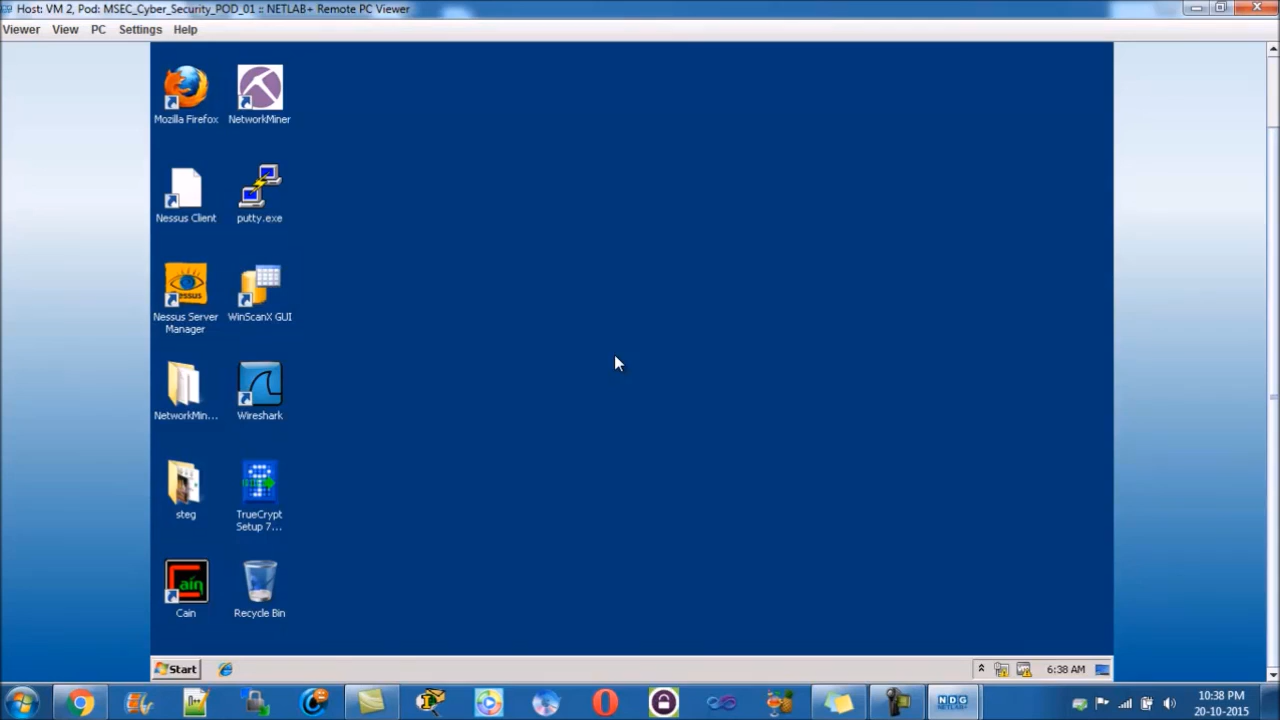 Host: VM 2, Pod: MSEC_Cyber_Security_POD_01 :: NETLAB+ Remote PC Viewer
Viewer View PC Settings Help
Mozilla Firefox
NetworkMiner
Nessus Client
putty.exe
Nessus Server
Manager
WinScanX GUI
NetworkMin...
Wireshark
steg
TrueCrypt
Setup 7...
Cain
Recycle Bin
Start
6:38 AM
NDG
NETLAB+
10:38 PM
20-10-2015